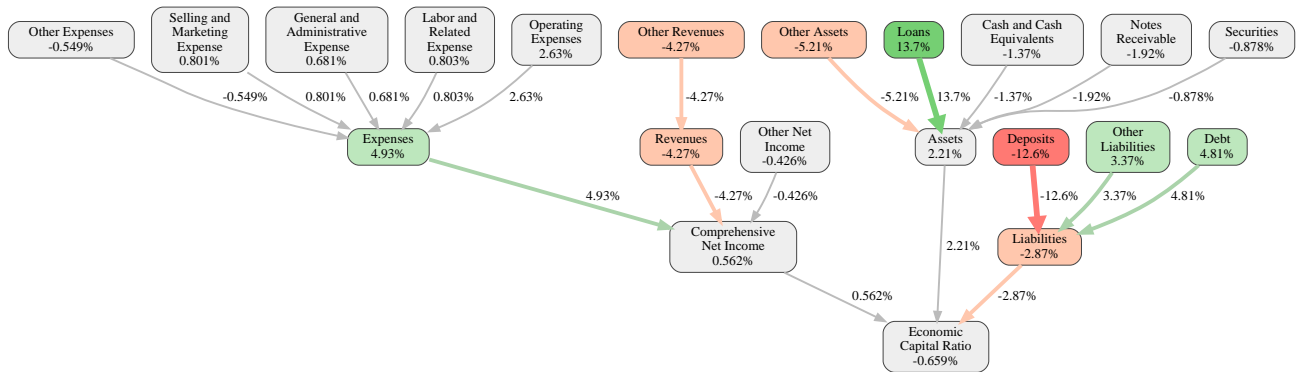 Other Expenses
-0.549%
Selling and
Marketing
Expense
0.801%
General and
Administrative
Expense
0.681%
Labor and
Related
Expense
0.803%
Operating
Expenses
2.63%
Other Revenues
-4.27%
Other Assets
-5.21%
Loans
13.7%
Cash and Cash
Equivalents
-1.37%
Notes
Receivable
-1.92%
Securities
-0.878%
-0.549%
0.801%
0.681%
0.803%
2.63%
-4.27%
-5.21%
13.7%
-1.37%
-1.92%
-0.878%
Expenses
4.93%
Revenues
-4.27%
Other Net
Income
-0.426%
Assets
2.21%
Deposits
-12.6%
Other
Liabilities
3.37%
Debt
4.81%
4.93%
-4.27%
-0.426%
-12.6%
3.37%
4.81%
Comprehensive
Net Income
0.562%
2.21%
Liabilities
-2.87%
0.562%
-2.87%
Economic
Capital Ratio
-0.659%